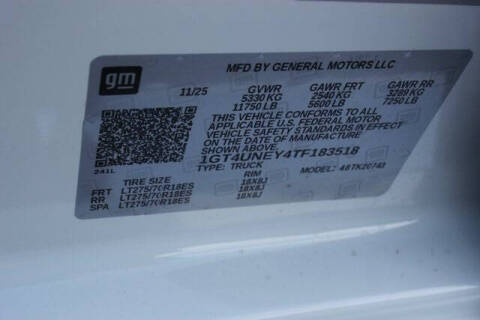 gm
MFD BY GENERAL MOTORS LLC
11/25 GVWR GAWR FRT GAWR RR
5330 KG 2540 KG 3289 KG
11750 LB 5600 LB 7250 LB
THIS VEHICLE CONFORMS TO ALL
APPLICABLE U.S. FEDERAL MOTOR
VEHICLE SAFETY STANDARDS IN EFFECT
ON THE DATE OF MANUFACTURE
SHOWN ABOVE.
1GT4UNEY4TF183518
TYPE: TRUCK MODEL:
241L
TIRE SIZE RIM
FRT LT275/70R18ES 18X8J
RR LT275/70R18ES 18X8J
SPA LT275/70R18ES 18X8J